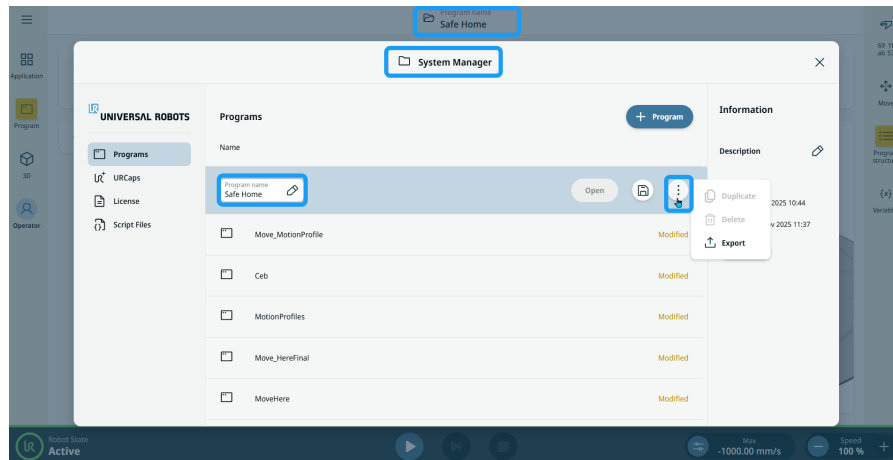 Program name
Safe Home
System Manager
Application
Program
3D
Operator
UR
UNIVERSAL ROBOTS
Programs
URCaps
License
Script Files
Programs
+ Program
Name
Program name
Safe Home
Open
Duplicate
Delete
Export
Move_MotionProfile
Modified
Ceb
Modified
MotionProfiles
Modified
Move_HereFinal
Modified
MoveHere
Modified
Information
Description
2025 10:44
2025 11:37
Move
Robot State
Active
Max
-1000.00 mm/s
Speed
100 %